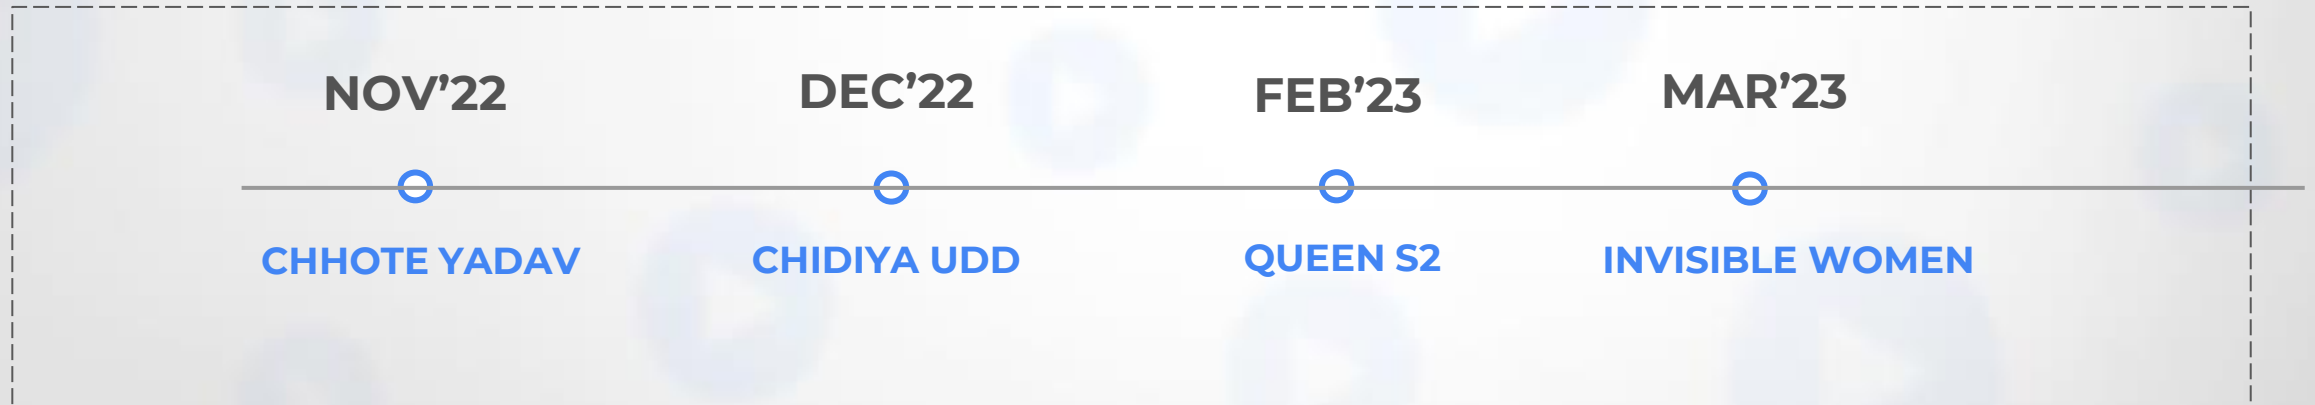 NOV’22
DEC’22
FEB’23
MAR’23
CHHOTE YADAV
CHIDIYA UDD
QUEEN S2
INVISIBLE WOMEN